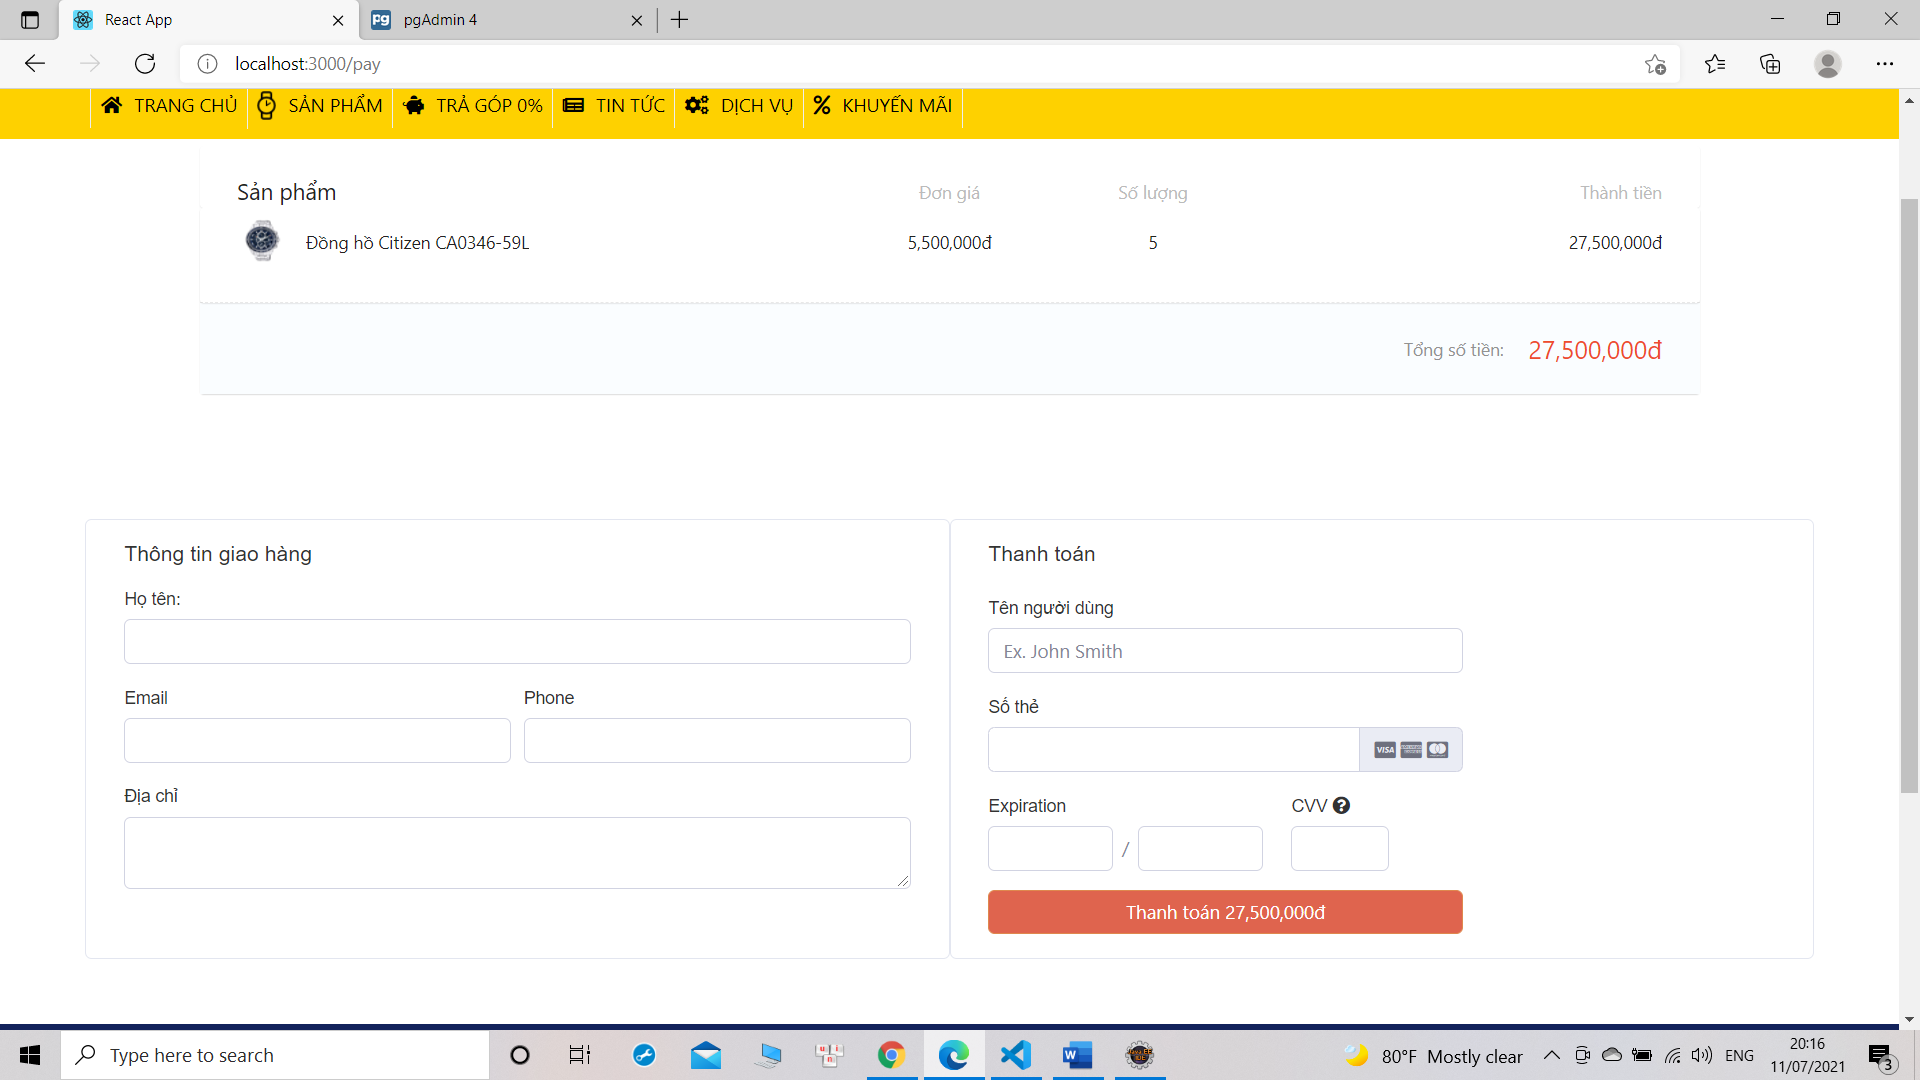 React App
pgAdmin 4
localhost:3000/pay
TRANG CHỦ SẢN PHẨM TRẢ GÓP 0% TIN TỨC DỊCH VỤ KHUYẾN MÃI
Sản phẩm Đơn giá Số lượng Thành tiền
Đồng hồ Citizen CA0346-59L 5,500,000đ 5 27,500,000đ
Tổng số tiền: 27,500,000đ
Thông tin giao hàng
Họ tên:
Email Phone
Địa chỉ
Thanh toán
Tên người dùng
Ex. John Smith
Số thẻ
VISA
Expiration CVV
/
Thanh toán 27,500,000đ
Type here to search
80°F Mostly clear
ENG
20:16
11/07/2021
3